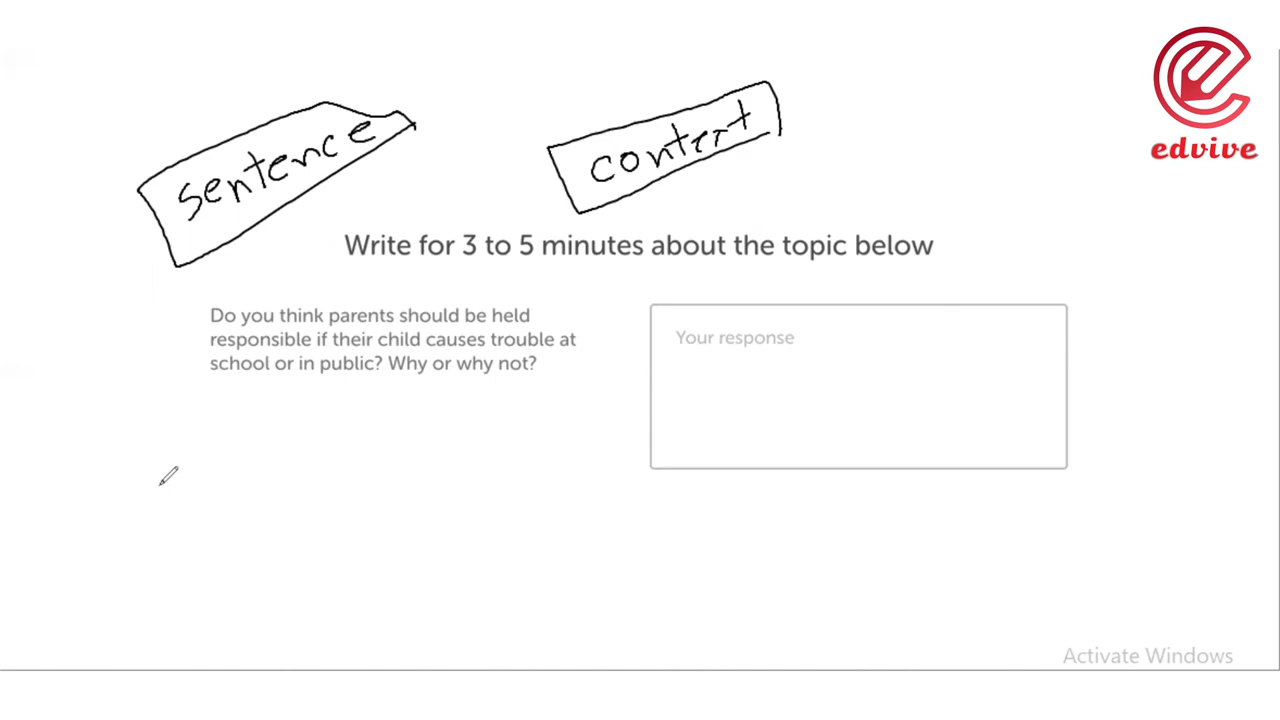 edvive
sentence
context
Write for 3 to 5 minutes about the topic below
Do you think parents should be held
responsible if their child causes trouble at
school or in public? Why or why not?
Your response
Activate Windows